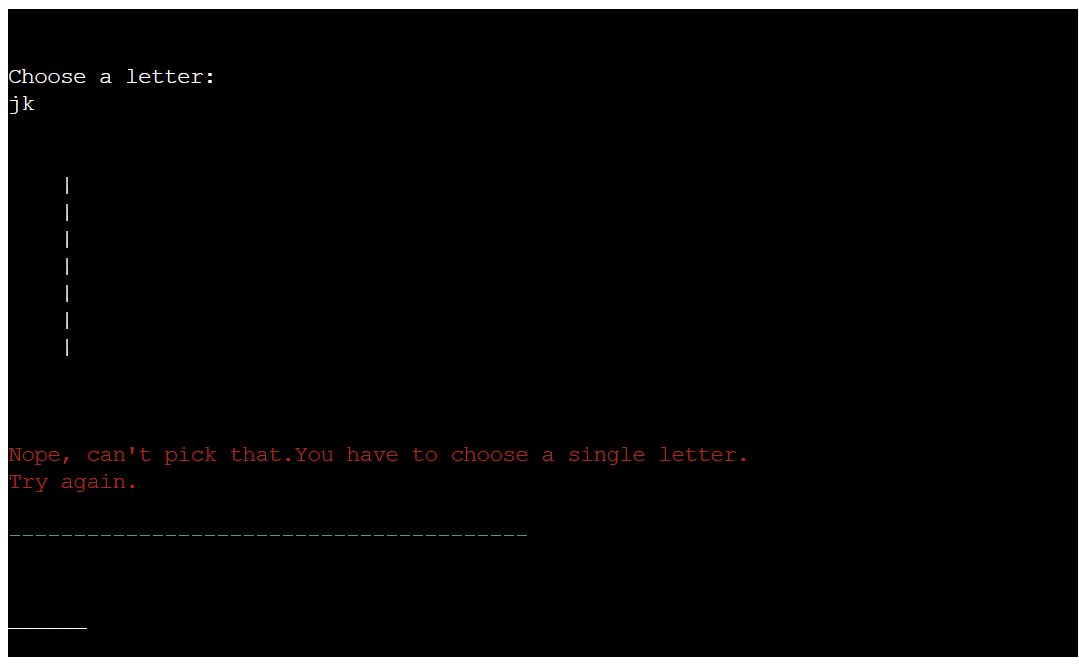 Choose a letter:
jk
|
|
|
|
|
|
|
Nope, can't pick that.You have to choose a single letter.
Try again.
----------------------------------------
______